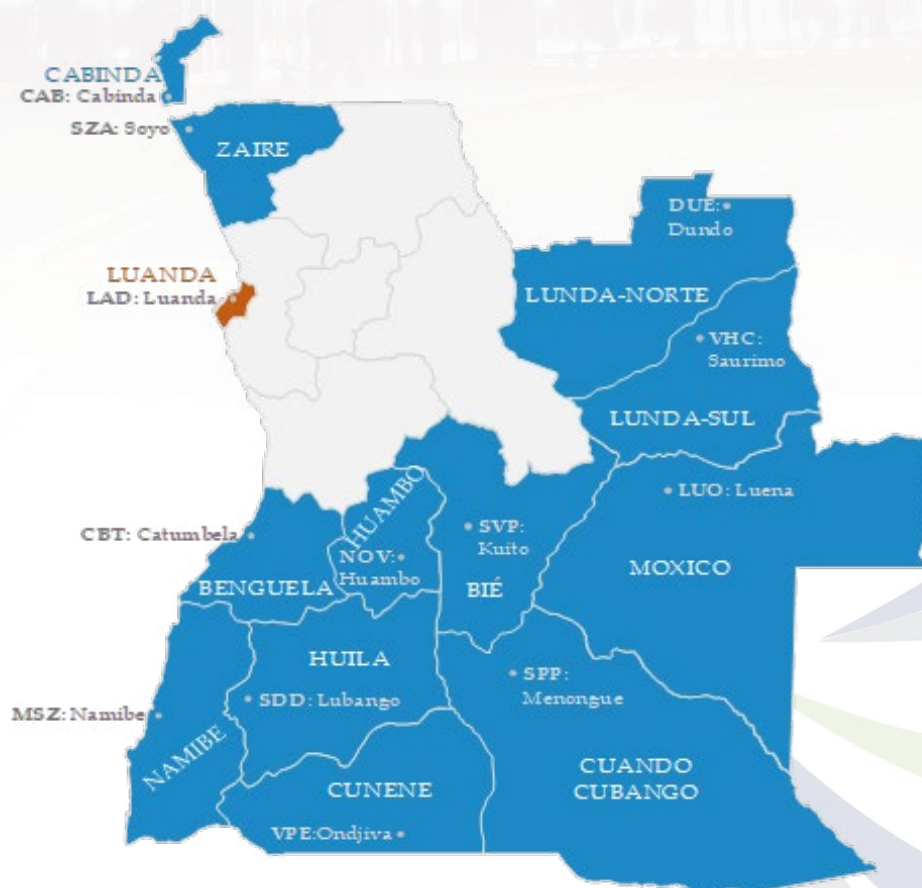 CABINDA
CAB: Cabinda
SZA: Soyo
ZAIRE
DUE:
Dundo
LUANDA
LAD: Luanda
LUNDA-NORTE
VHC:
Saurimo
LUNDA-SUL
HUAMBO
LUO: Luena
CBT: Catumbela
SVP:
Kuito
NOV:
Huambo
MOXICO
BENGUELA
BIÉ
HUILA
SPP:
Menongue
SDD: Lubango
MSZ: Namibe
NAMIBE
CUANDO
CUBANGO
CUNENE
VPE:Ondjiva